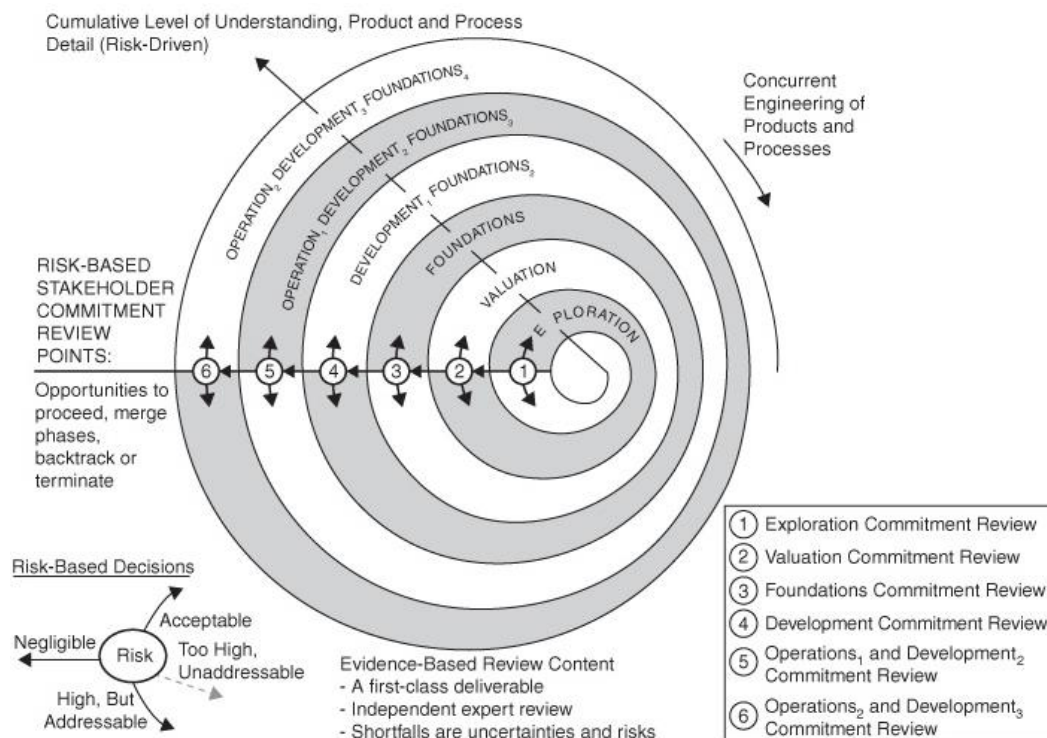 Cumulative Level of Understanding, Product and Process
Detail (Risk-Driven)
Concurrent
Engineering of
Products and
Processes
OPERATION₂ DEVELOPMENT₃ FOUNDATIONS₄
OPERATION₁ DEVELOPMENT₂ FOUNDATIONS₃
DEVELOPMENT₁ FOUNDATIONS₂
FOUNDATIONS
VALUATION
E PLORATION
RISK-BASED
STAKEHOLDER
COMMITMENT
REVIEW
POINTS:
6 5 4 3 2 1
Opportunities to
proceed, merge
phases,
backtrack or
terminate
Risk-Based Decisions
Acceptable
Negligible
Risk
Too High,
Unaddressable
High, But
Addressable
Evidence-Based Review Content
- A first-class deliverable
- Independent expert review
- Shortfalls are uncertainties and risks
1 Exploration Commitment Review
2 Valuation Commitment Review
3 Foundations Commitment Review
4 Development Commitment Review
5 Operations₁ and Development₂
Commitment Review
6 Operations₂ and Development₃
Commitment Review